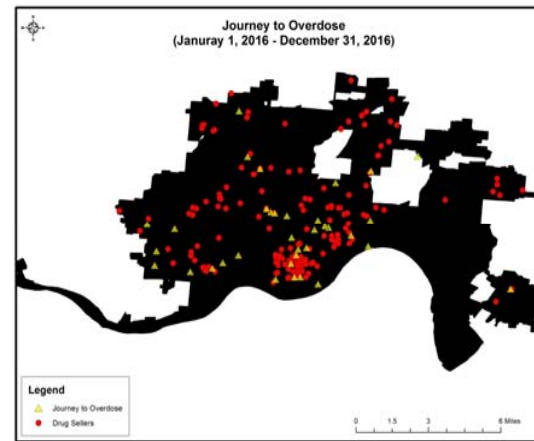 Journey to Overdose
(Januray 1, 2016 - December 31, 2016)
Legend
Journey to Overdose
Drug Sellers
0 1.5 3 6 Miles